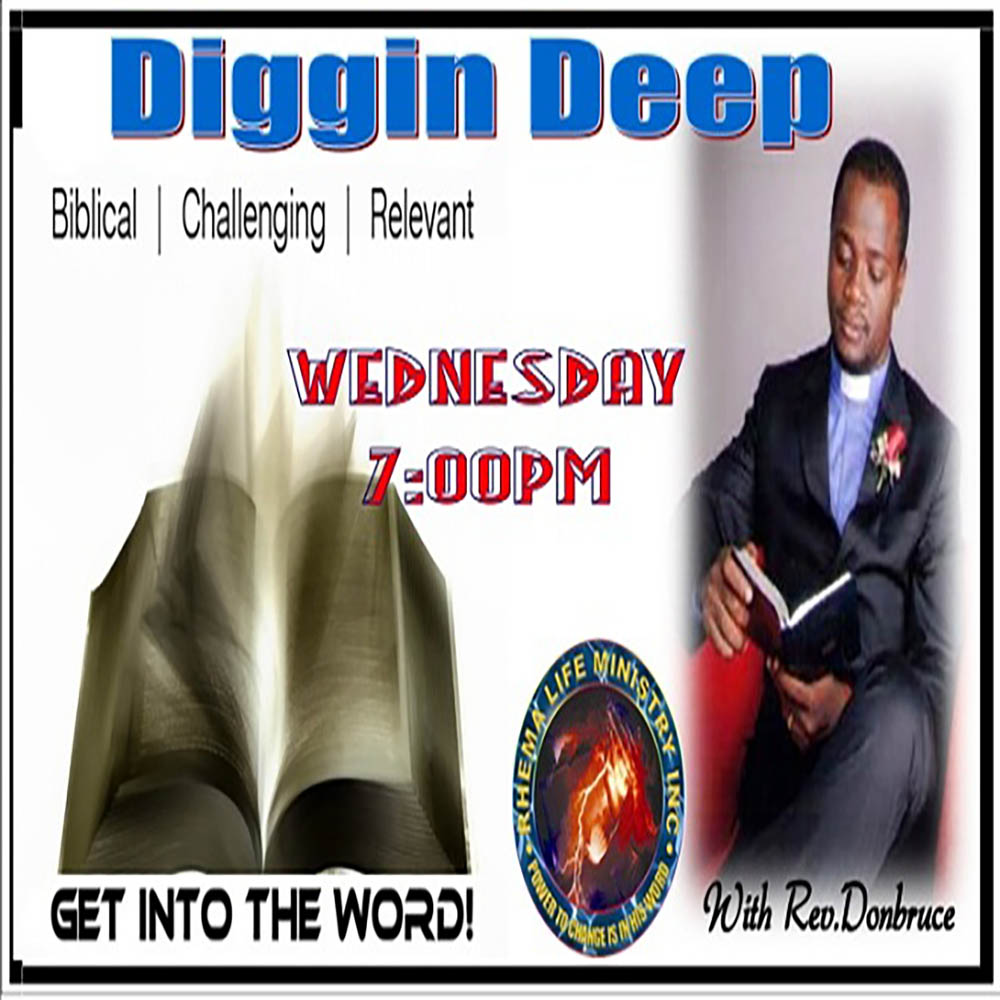 Diggin Deep
Biblical | Challenging | Relevant
WEDNESDAY
7:00PM
RHEMA LIFE MINISTRY INC
POWER TO CHANGE IS IN HIS WORD
GET INTO THE WORD!
With Rev.Donbruce